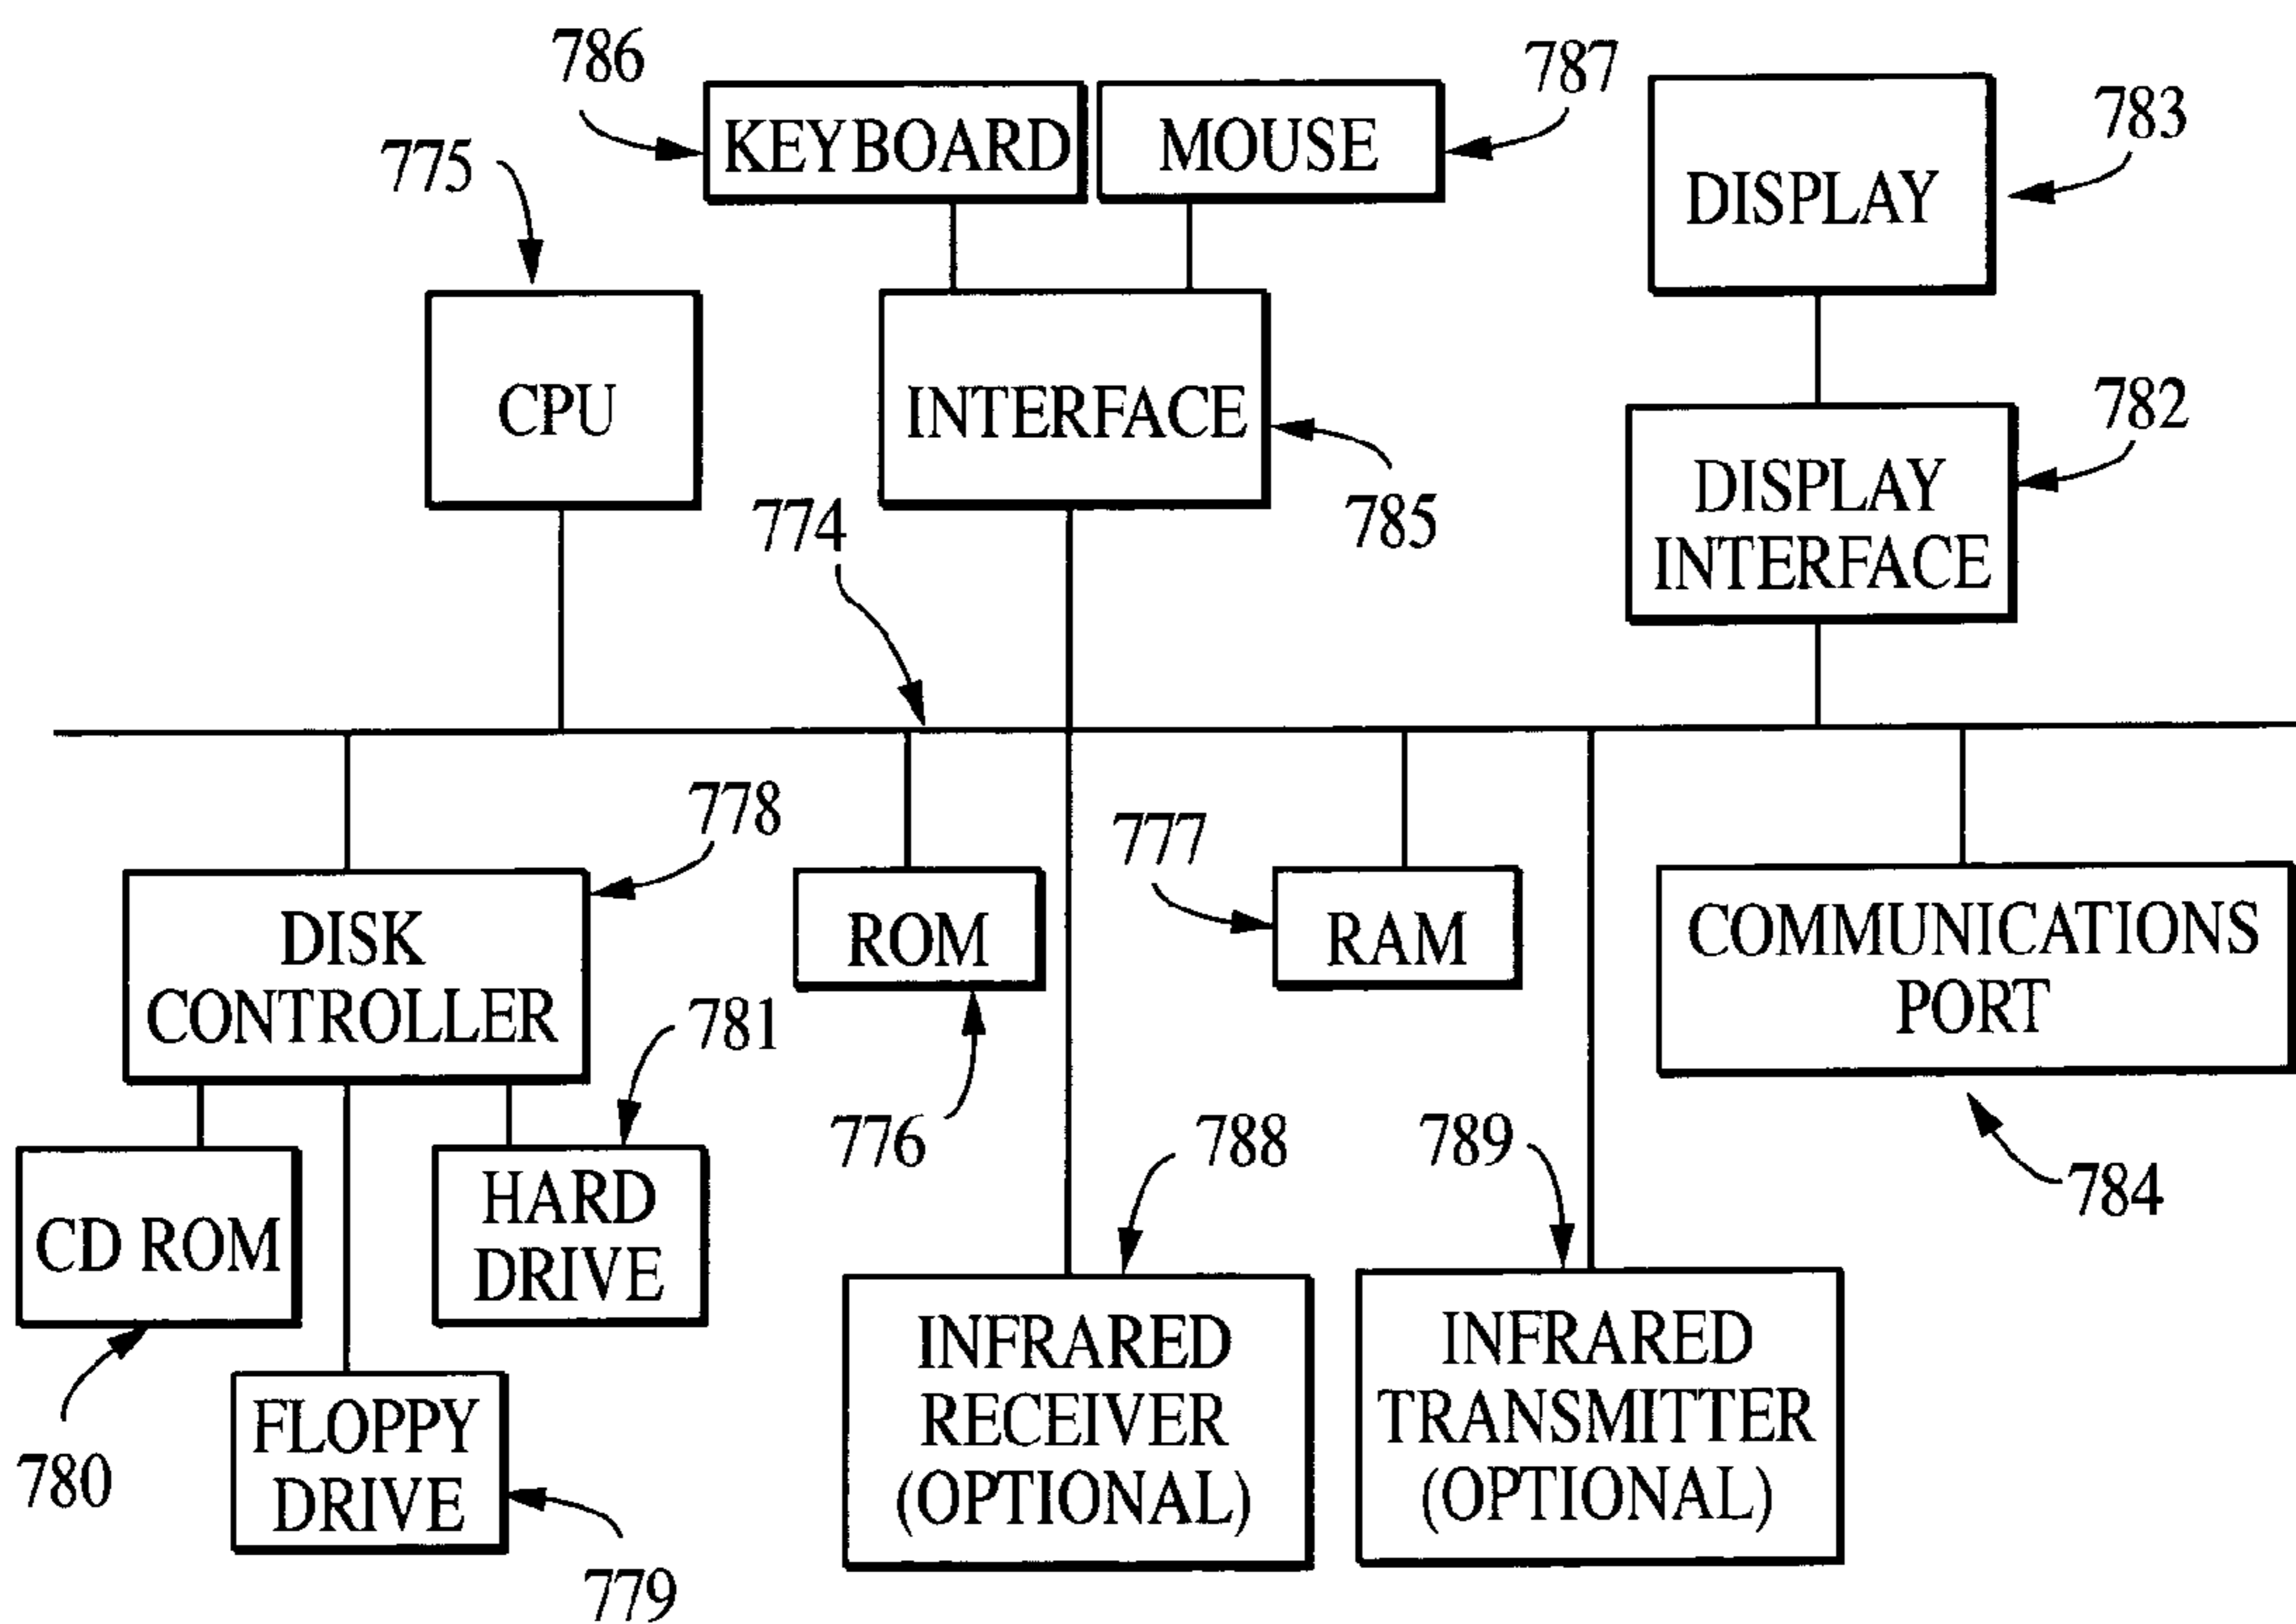 786
787
783
775
KEYBOARD
MOUSE
DISPLAY
CPU
INTERFACE
782
774
785
DISPLAY
INTERFACE
778
777
DISK
CONTROLLER
ROM
RAM
COMMUNICATIONS
PORT
781
776
788
789
784
CD ROM
HARD
DRIVE
INFRARED
RECEIVER
(OPTIONAL)
INFRARED
TRANSMITTER
(OPTIONAL)
780
FLOPPY
DRIVE
779